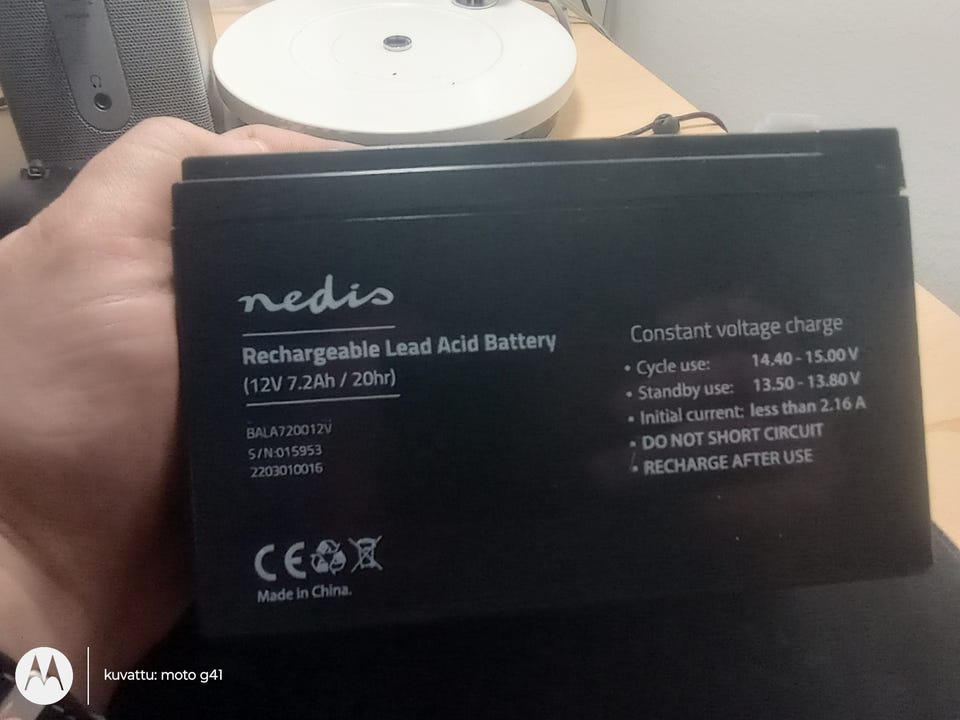 nedis
Rechargeable Lead Acid Battery
(12V 7.2Ah / 20hr)
BALA720012V
S/N:015953
2203010016
CE
Made in China.
Constant voltage charge
• Cycle use: 14.40 - 15.00 V
• Standby use: 13.50 - 13.80 V
• Initial current: less than 2.16 A
• DO NOT SHORT CIRCUIT
• RECHARGE AFTER USE
kuvattu: moto g41